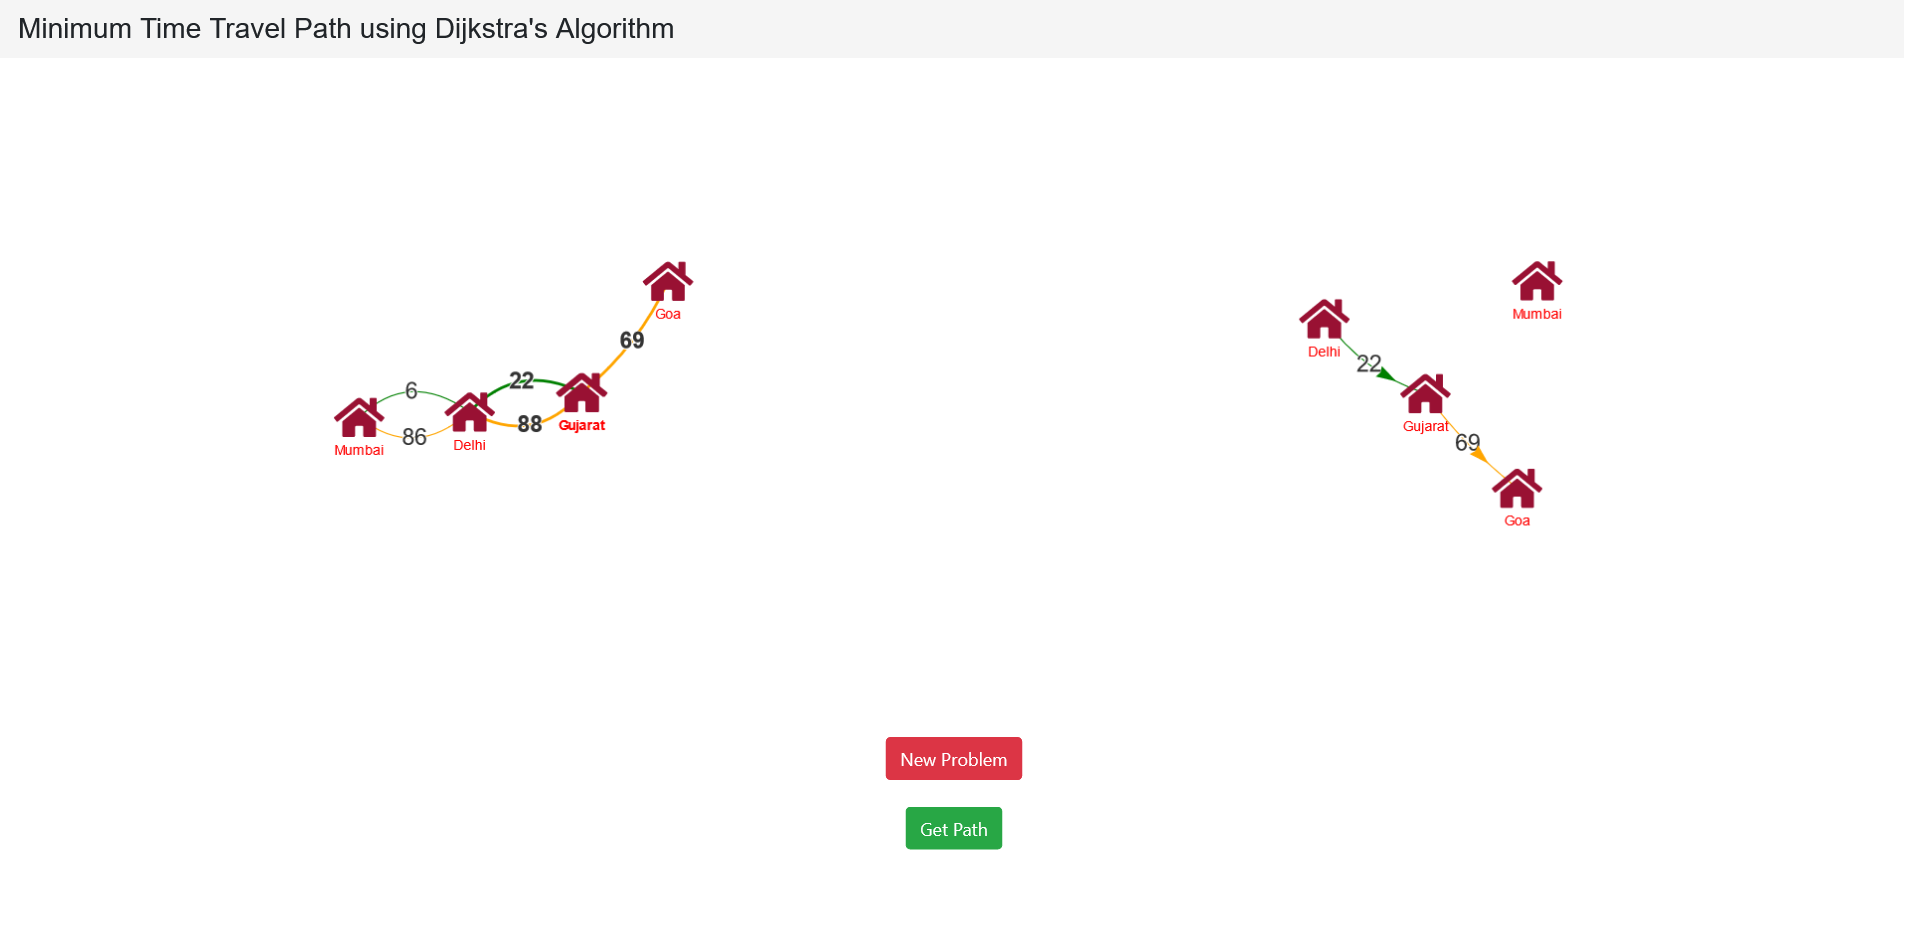 Minimum Time Travel Path using Dijkstra's Algorithm
Goa
69
22
6
88
86
Gujarat
Delhi
Mumbai
Mumbai
Delhi
22
Gujarat
69
Goa
New Problem
Get Path